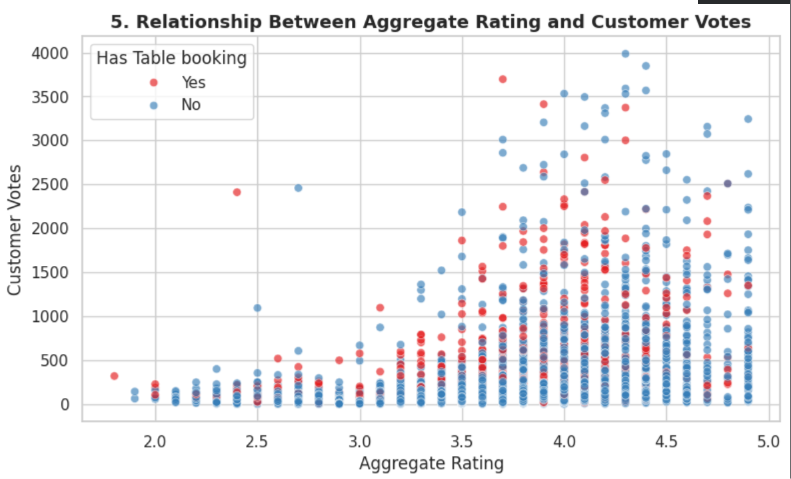 5. Relationship Between Aggregate Rating and Customer Votes
Has Table booking
Yes
No
Customer Votes
4000
3500
3000
2500
2000
1500
1000
500
0
2.0 2.5 3.0 3.5 4.0 4.5 5.0
Aggregate Rating